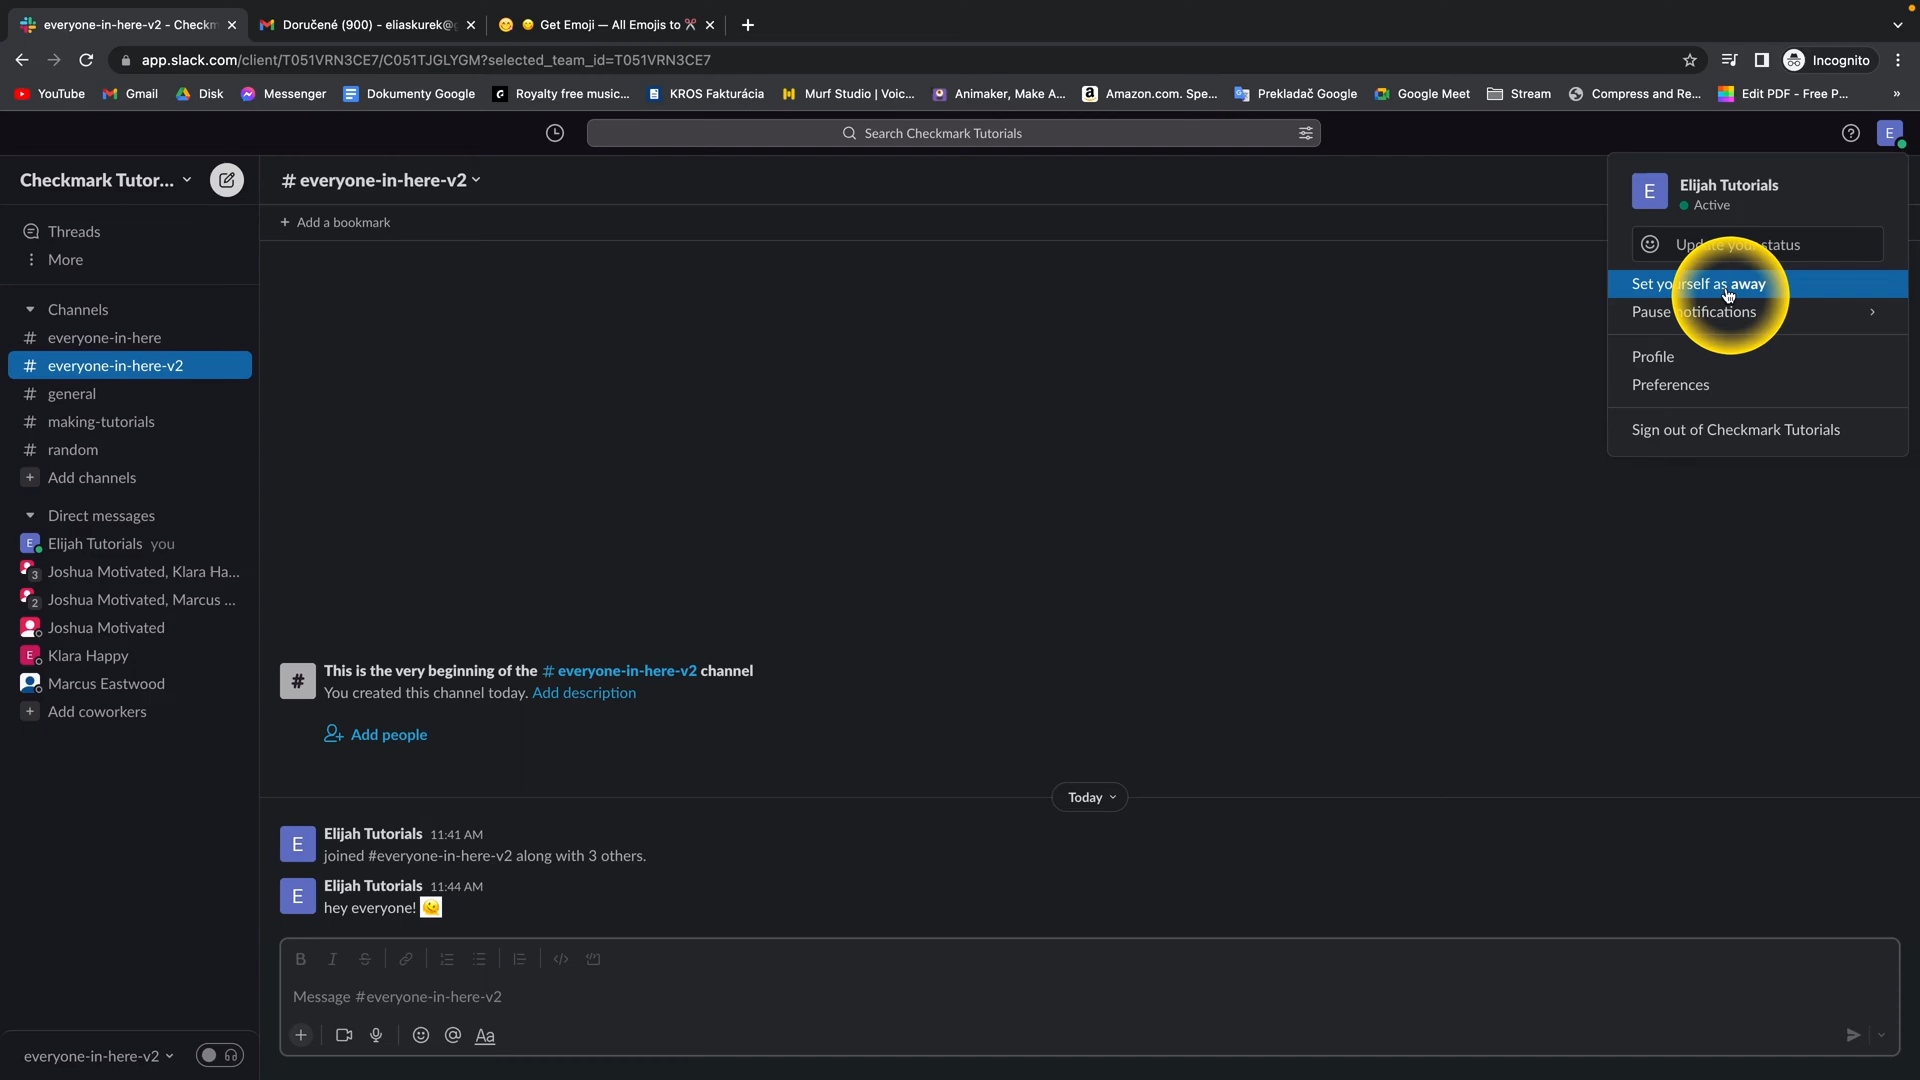 everyone-in-here-v2 - Checkm
Doručené (900) - eliaskurek@
Get Emoji — All Emojis to ✂️
app.slack.com/client/T051VRN3CE7/C051TJGLYGM?selected_team_id=T051VRN3CE7
Incognito
YouTube
Gmail
Disk
Messenger
Dokumenty Google
Royalty free music...
KROS Fakturácia
Murf Studio | Voic...
Animaker, Make A...
Amazon.com. Spe...
Prekladač Google
Google Meet
Stream
Compress and Re...
Edit PDF - Free P...
»
Search Checkmark Tutorials
E
Checkmark Tutor...
# everyone-in-here-v2
+ Add a bookmark
Threads
More
Channels
# everyone-in-here
# everyone-in-here-v2
# general
# making-tutorials
# random
+ Add channels
Direct messages
E Elijah Tutorials you
3 Joshua Motivated, Klara Ha...
2 Joshua Motivated, Marcus ...
Joshua Motivated
E Klara Happy
Marcus Eastwood
+ Add coworkers
everyone-in-here-v2
E
Elijah Tutorials
Active
Update your status
Set yourself as away
Pause notifications
Profile
Preferences
Sign out of Checkmark Tutorials
#
This is the very beginning of the # everyone-in-here-v2 channel
You created this channel today. Add description
Add people
Today
E
Elijah Tutorials 11:41 AM
joined #everyone-in-here-v2 along with 3 others.
E
Elijah Tutorials 11:44 AM
hey everyone! 🫠
B I S
Message #everyone-in-here-v2
+ @ Aa